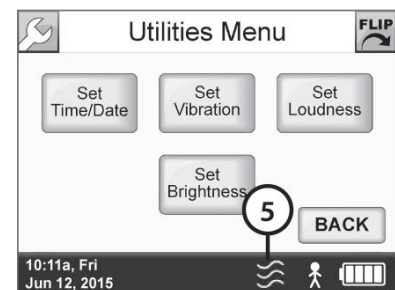 Utilities Menu
FLIP
Set
Time/Date
Set
Vibration
Set
Loudness
Set
Brightness
5
BACK
10:11a, Fri
Jun 12, 2015